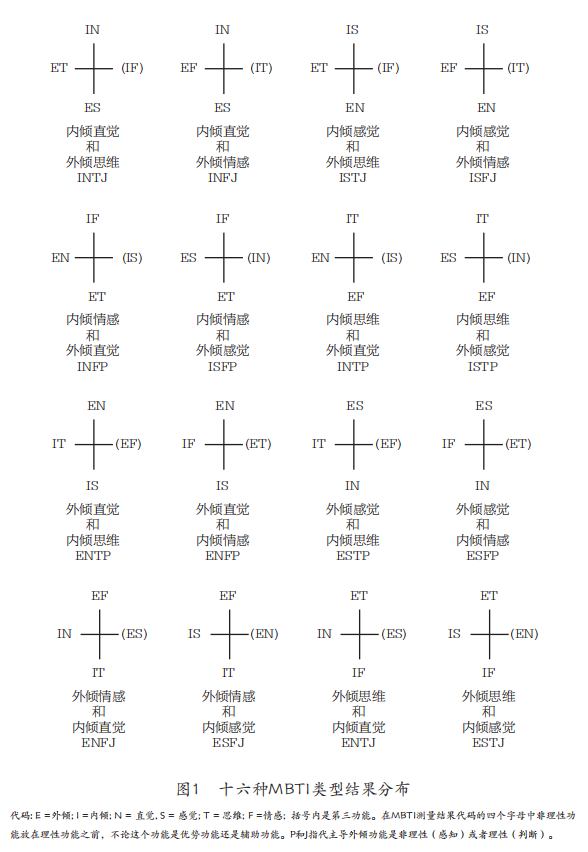 IN IN IS IS
ET (IF) EF (IT) ET (IF) EF (IT)
ES ES EN EN
内倾直觉 内倾直觉 内倾感觉 内倾感觉
和 和 和 和
外倾思维 外倾情感 外倾思维 外倾情感
INTJ INFJ ISTJ ISFJ
IF IF IT IT
EN (IS) ES (IN) EN (IS) ES (IN)
ET ET EF EF
内倾情感 内倾情感 内倾思维 内倾思维
和 和 和 和
外倾直觉 外倾感觉 外倾直觉 外倾感觉
INFP ISFP INTP ISTP
EN EN ES ES
IT (EF) IF (ET) IT (EF) IF (ET)
IS IS IN IN
外倾直觉 外倾直觉 外倾感觉 外倾感觉
和 和 和 和
内倾思维 内倾情感 内倾思维 内倾情感
ENTP ENFP ESTP ESFP
EF EF ET ET
IN (ES) IS (EN) IN (ES) IS (EN)
IT IT IF IF
外倾情感 外倾情感 外倾思维 外倾思维
和 和 和 和
内倾直觉 内倾感觉 内倾直觉 内倾感觉
ENFJ ESFJ ENTJ ESTJ
图1 十六种MBTI类型结果分布
代码: E =外倾; I =内倾; N = 直觉, S = 感觉; T = 思维; F =情感; 括号内是第三功能。在MBTI测量结果代码的四个字母中非理性功
能放在理性功能之前，不论这个功能是优势功能还是辅助功能。P和J指代主导外倾功能是非理性（感知）或者理性（判断）。